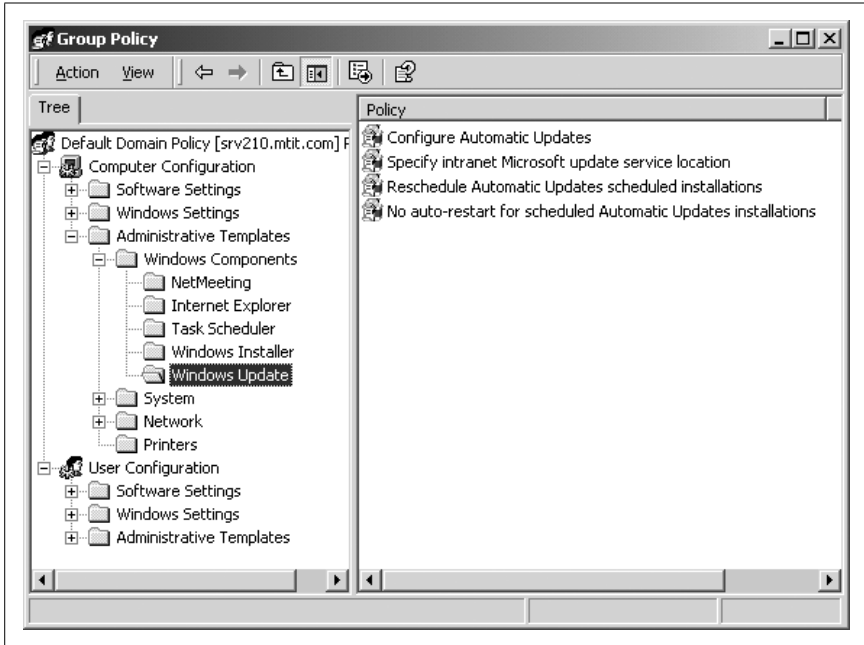 Group Policy
Action View
Tree
Policy
Default Domain Policy [srv210.mtit.com] P
Computer Configuration
Software Settings
Windows Settings
Administrative Templates
Windows Components
NetMeeting
Internet Explorer
Task Scheduler
Windows Installer
Windows Update
System
Network
Printers
User Configuration
Software Settings
Windows Settings
Administrative Templates
Configure Automatic Updates
Specify intranet Microsoft update service location
Reschedule Automatic Updates scheduled installations
No auto-restart for scheduled Automatic Updates installations